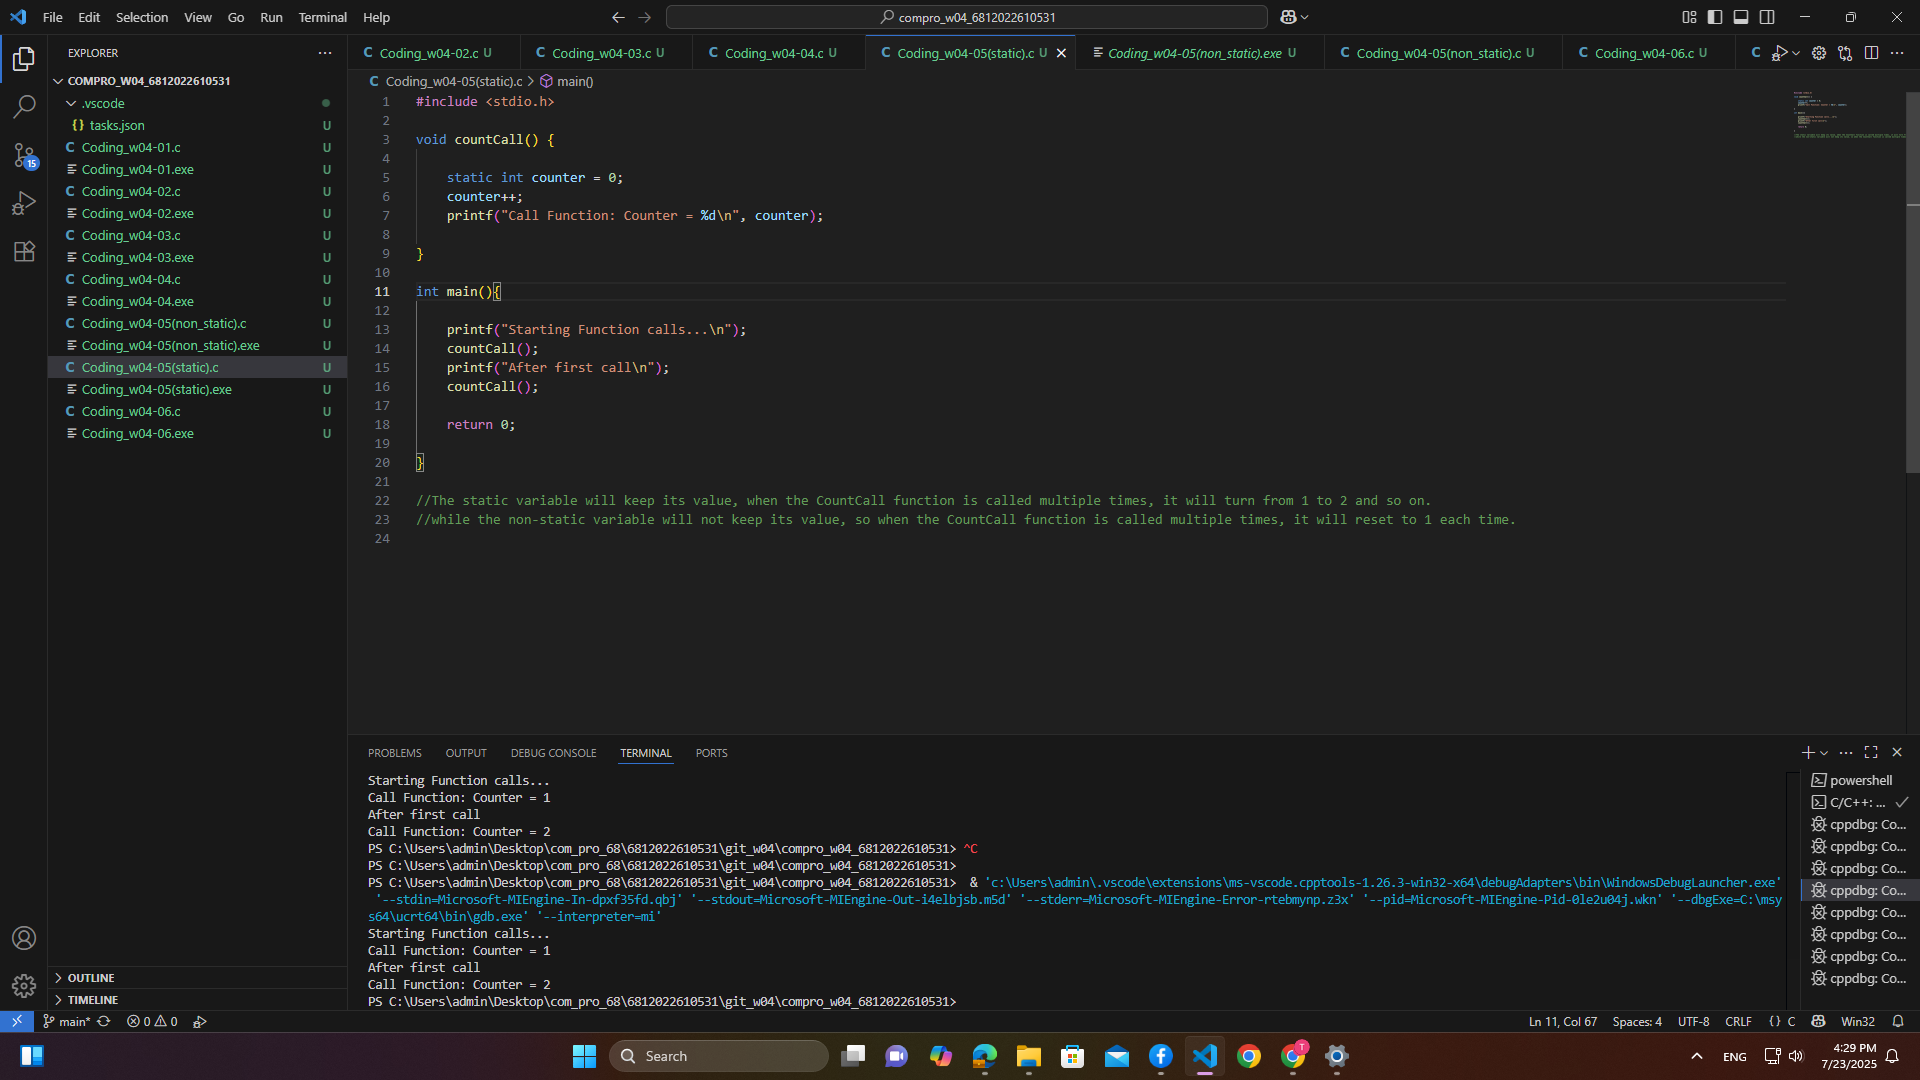 File Edit Selection View Go Run Terminal Help
compro_w04_6812022610531
EXPLORER
COMPRO_W04_6812022610531
.vscode
{} tasks.json U
C Coding_w04-01.c U
Coding_w04-01.exe U
C Coding_w04-02.c U
Coding_w04-02.exe U
C Coding_w04-03.c U
Coding_w04-03.exe U
C Coding_w04-04.c U
Coding_w04-04.exe U
C Coding_w04-05(non_static).c U
Coding_w04-05(non_static).exe U
C Coding_w04-05(static).c U
Coding_w04-05(static).exe U
C Coding_w04-06.c U
Coding_w04-06.exe U
OUTLINE
TIMELINE
15
C Coding_w04-02.c U
C Coding_w04-03.c U
C Coding_w04-04.c U
C Coding_w04-05(static).c U
Coding_w04-05(non_static).exe U
C Coding_w04-05(non_static).c U
C Coding_w04-06.c U
C
C Coding_w04-05(static).c > main()
1 #include <stdio.h>
2
3 void countCall() {
4
5 static int counter = 0;
6 counter++;
7 printf("Call Function: Counter = %d\n", counter);
8
9 }
10
11 int main(){
12
13 printf("Starting Function calls...\n");
14 countCall();
15 printf("After first call\n");
16 countCall();
17
18 return 0;
19
20 }
21
22 //The static variable will keep its value, when the CountCall function is called multiple times, it will turn from 1 to 2 and so on.
23 //while the non-static variable will not keep its value, so when the CountCall function is called multiple times, it will reset to 1 each time.
24
PROBLEMS OUTPUT DEBUG CONSOLE TERMINAL PORTS
Starting Function calls...
Call Function: Counter = 1
After first call
Call Function: Counter = 2
PS C:\Users\admin\Desktop\com_pro_68\6812022610531\git_w04\compro_w04_6812022610531> ^C
PS C:\Users\admin\Desktop\com_pro_68\6812022610531\git_w04\compro_w04_6812022610531>
PS C:\Users\admin\Desktop\com_pro_68\6812022610531\git_w04\compro_w04_6812022610531> & 'c:\Users\admin\.vscode\extensions\ms-vscode.cpptools-1.26.3-win32-x64\debugAdapters\bin\WindowsDebugLauncher.exe'
'--stdin=Microsoft-MIEngine-In-dpxf35fd.qbj' '--stdout=Microsoft-MIEngine-Out-i4elbjsb.m5d' '--stderr=Microsoft-MIEngine-Error-rtebmynp.z3x' '--pid=Microsoft-MIEngine-Pid-0le2u04j.wkn' '--dbgExe=C:\msy
s64\ucrt64\bin\gdb.exe' '--interpreter=mi'
Starting Function calls...
Call Function: Counter = 1
After first call
Call Function: Counter = 2
PS C:\Users\admin\Desktop\com_pro_68\6812022610531\git_w04\compro_w04_6812022610531>
powershell
C/C++: ...
cppdbg: Co...
cppdbg: Co...
cppdbg: Co...
cppdbg: Co...
cppdbg: Co...
cppdbg: Co...
cppdbg: Co...
cppdbg: Co...
main* 0 0
Ln 11, Col 67 Spaces: 4 UTF-8 CRLF {} C Win32
Search
T
ENG
4:29 PM
7/23/2025